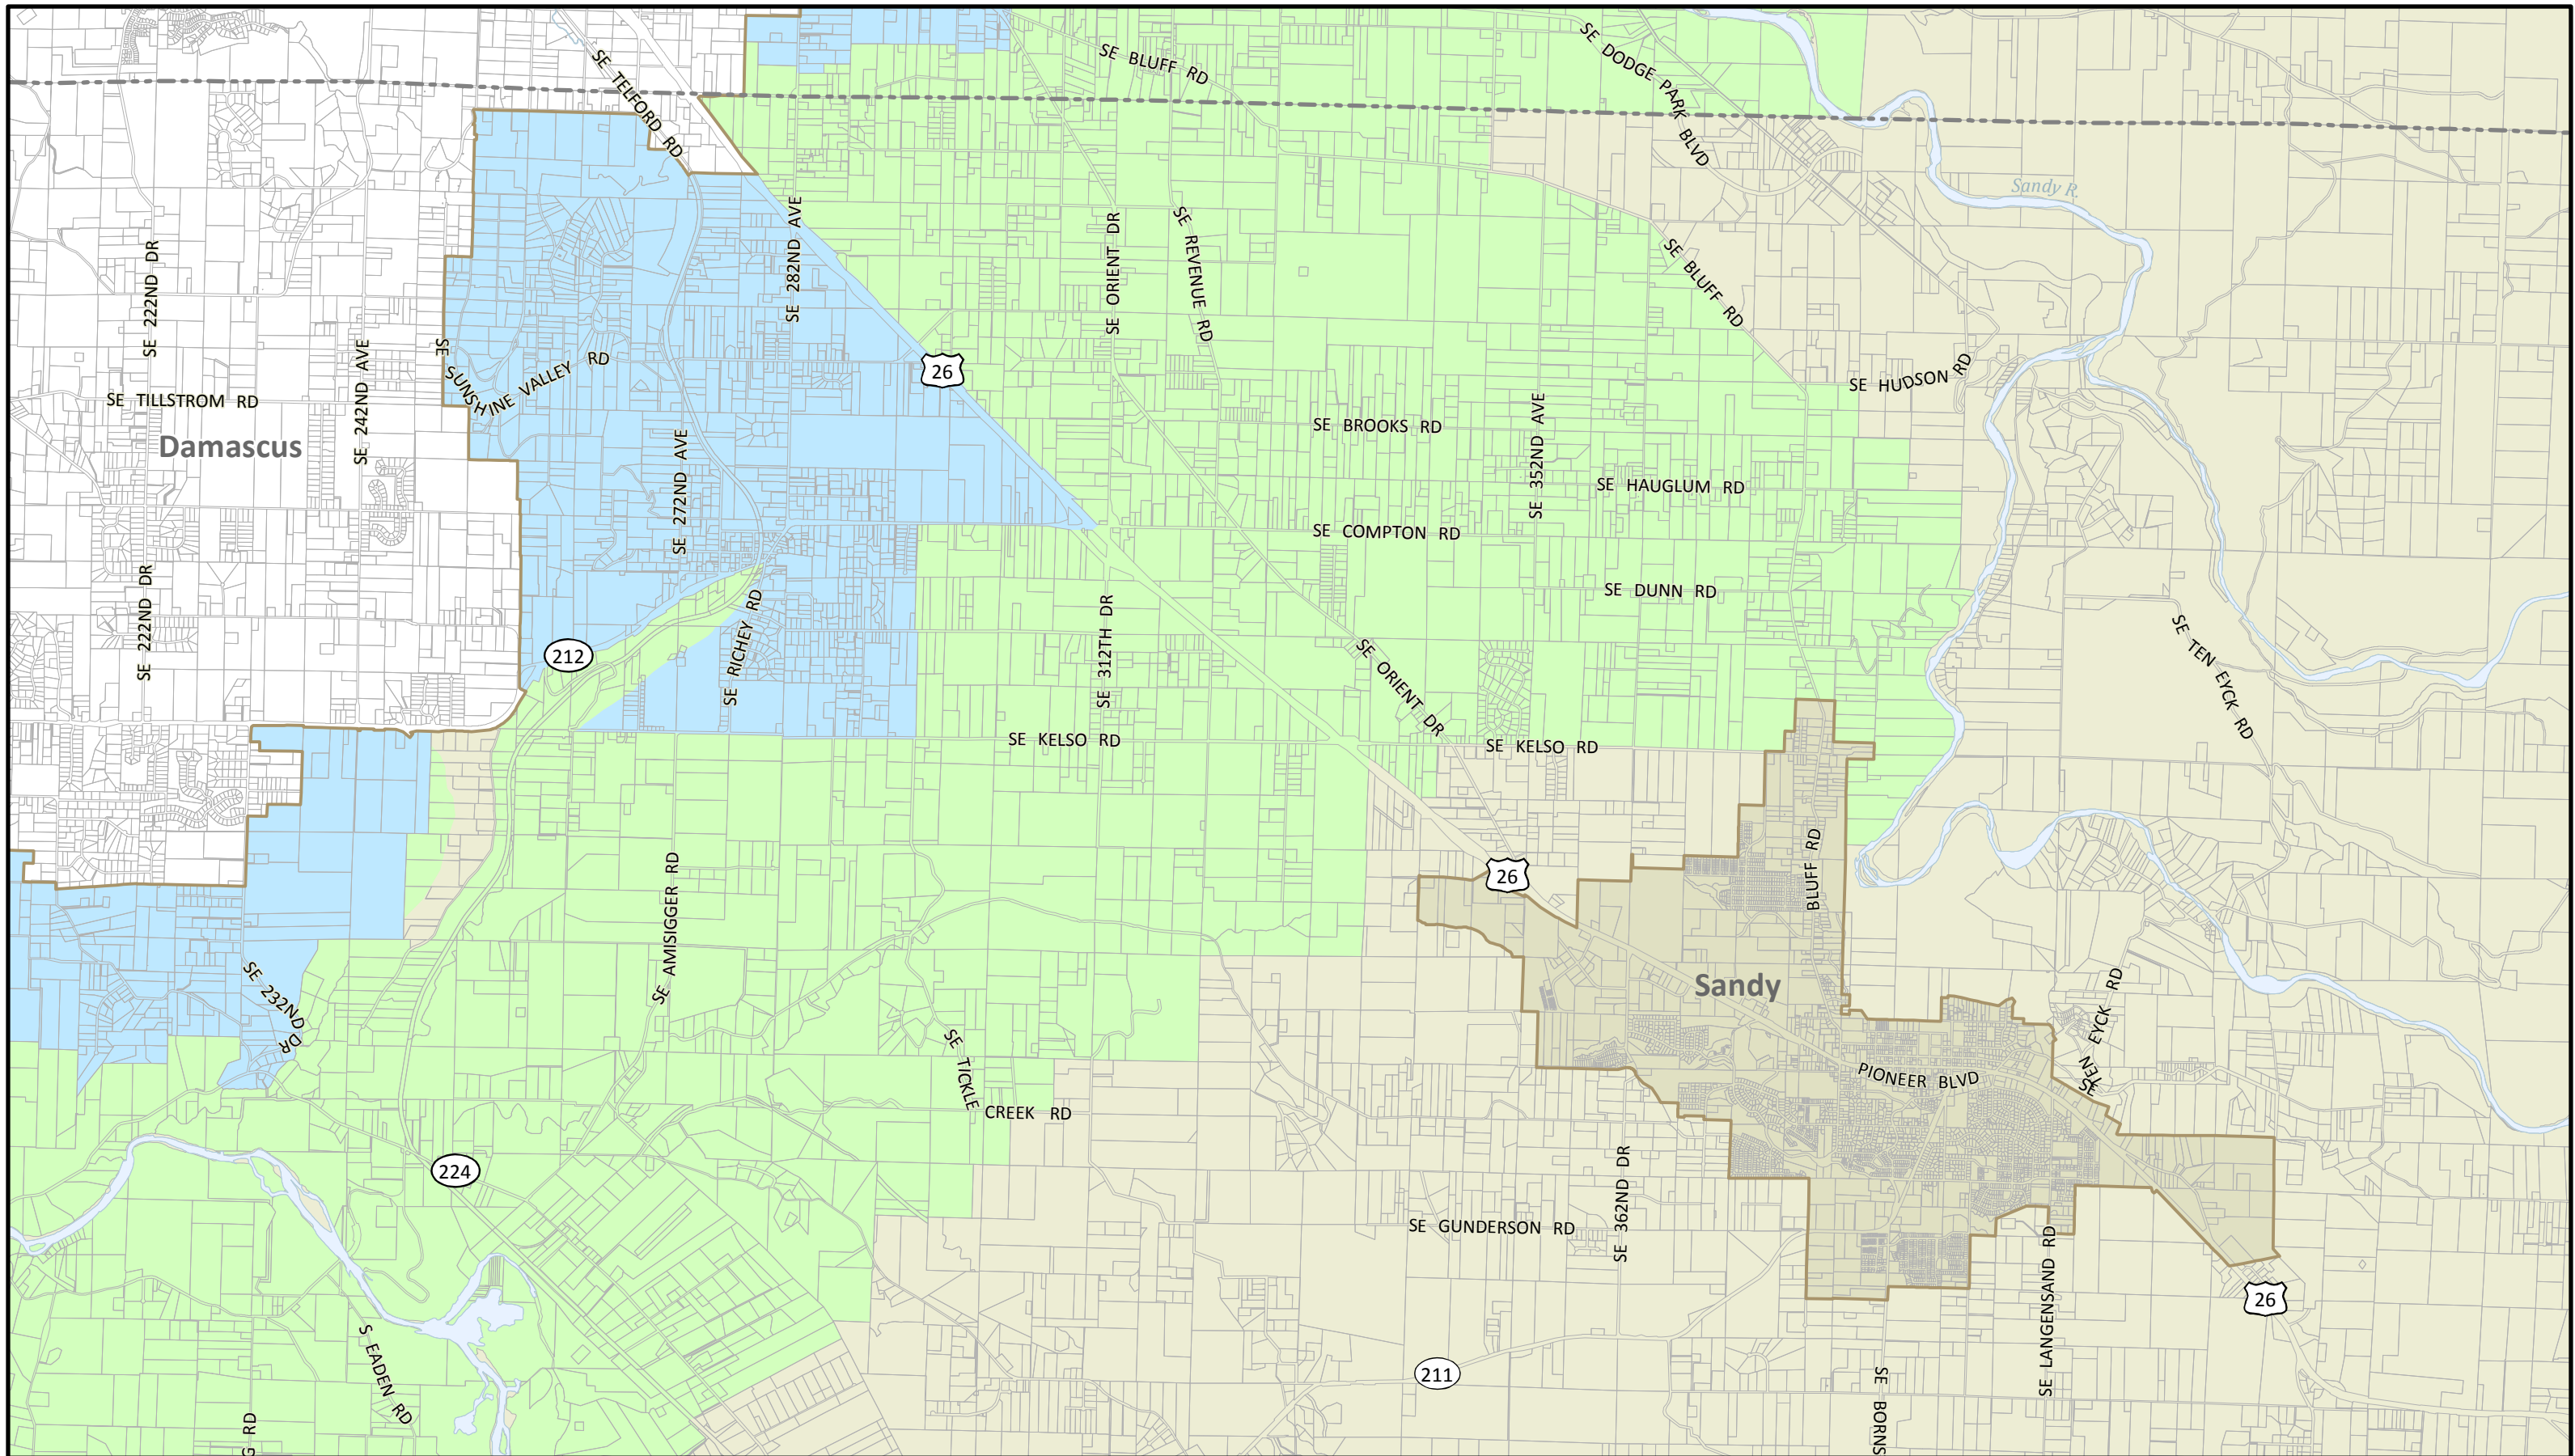 SE TELFORD RD
SE BLUFF RD
SE DODGE PARK BLVD
Sandy R.
SE 222ND DR
SE 282ND AVE
SE ORIENT DR
SE REVENUE RD
SE BLUFF RD
26
SE 242ND AVE
SE SUNSHINE VALLEY RD
SE TILLSTROM RD
Damascus
SE HUDSON RD
SE BROOKS RD
SE 352ND AVE
SE 272ND AVE
SE HAUGLUM RD
SE COMPTON RD
SE DUNN RD
SE 222ND DR
212
SE RICHEY RD
SE 312TH DR
SE ORIENT DR
SE TEN EYCK RD
SE KELSO RD
SE KELSO RD
SE AMISIGGER RD
26
BLUFF RD
Sandy
SE 232ND DR
SE TICKLE CREEK RD
SE TEN EYCK RD
PIONEER BLVD
224
SE GUNDERSON RD
SE 362ND DR
SE LANGENSAND RD
26
S EADEN RD
211
SE BORNS
G RD